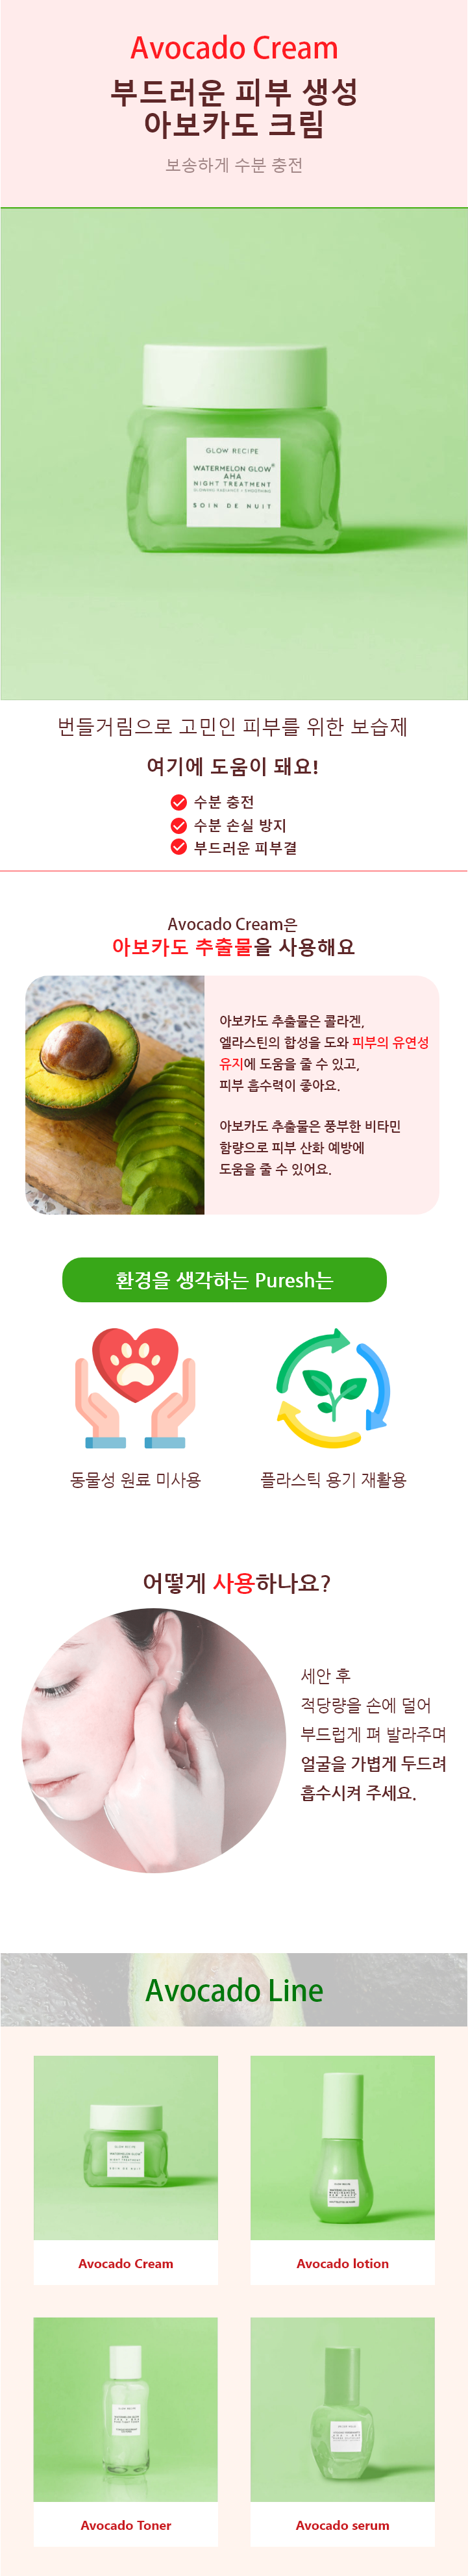 Avocado Cream
부드러운 피부 생성
아보카도 크림
보송하게 수분 충전
GLOW RECIPE
WATERMELON GLOW®
AHA
NIGHT TREATMENT
SOIN DE NUIT
번들거림으로 고민인 피부를 위한 보습제
여기에 도움이 돼요!
수분 충전
수분 손실 방지
부드러운 피부결
Avocado Cream은
아보카도 추출물을 사용해요
아보카도 추출물은 콜라겐,
엘라스틴의 합성을 도와 피부의 유연성
유지에 도움을 줄 수 있고,
피부 흡수력이 좋아요.
아보카도 추출물은 풍부한 비타민
함량으로 피부 산화 예방에
도움을 줄 수 있어요.
환경을 생각하는 Puresh는
동물성 원료 미사용
플라스틱 용기 재활용
어떻게 사용하나요?
세안 후
적당량을 손에 덜어
부드럽게 펴 발라주며
얼굴을 가볍게 두드려
흡수시켜 주세요.
Avocado Line
GLOW RECIPE
WATERMELON GLOW
AHA
NIGHT TREATMENT
SOIN DE NUIT
Avocado Cream
Avocado lotion
Avocado Toner
Avocado serum